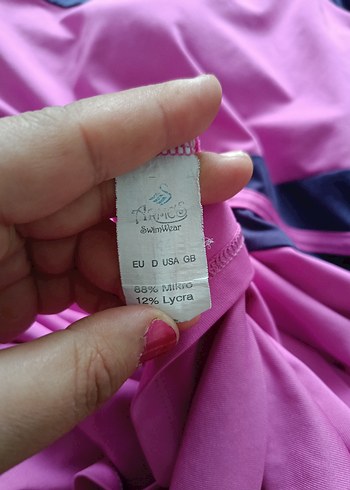 SwimWear
EU D USA GB
88% Mikro
12% Lycra